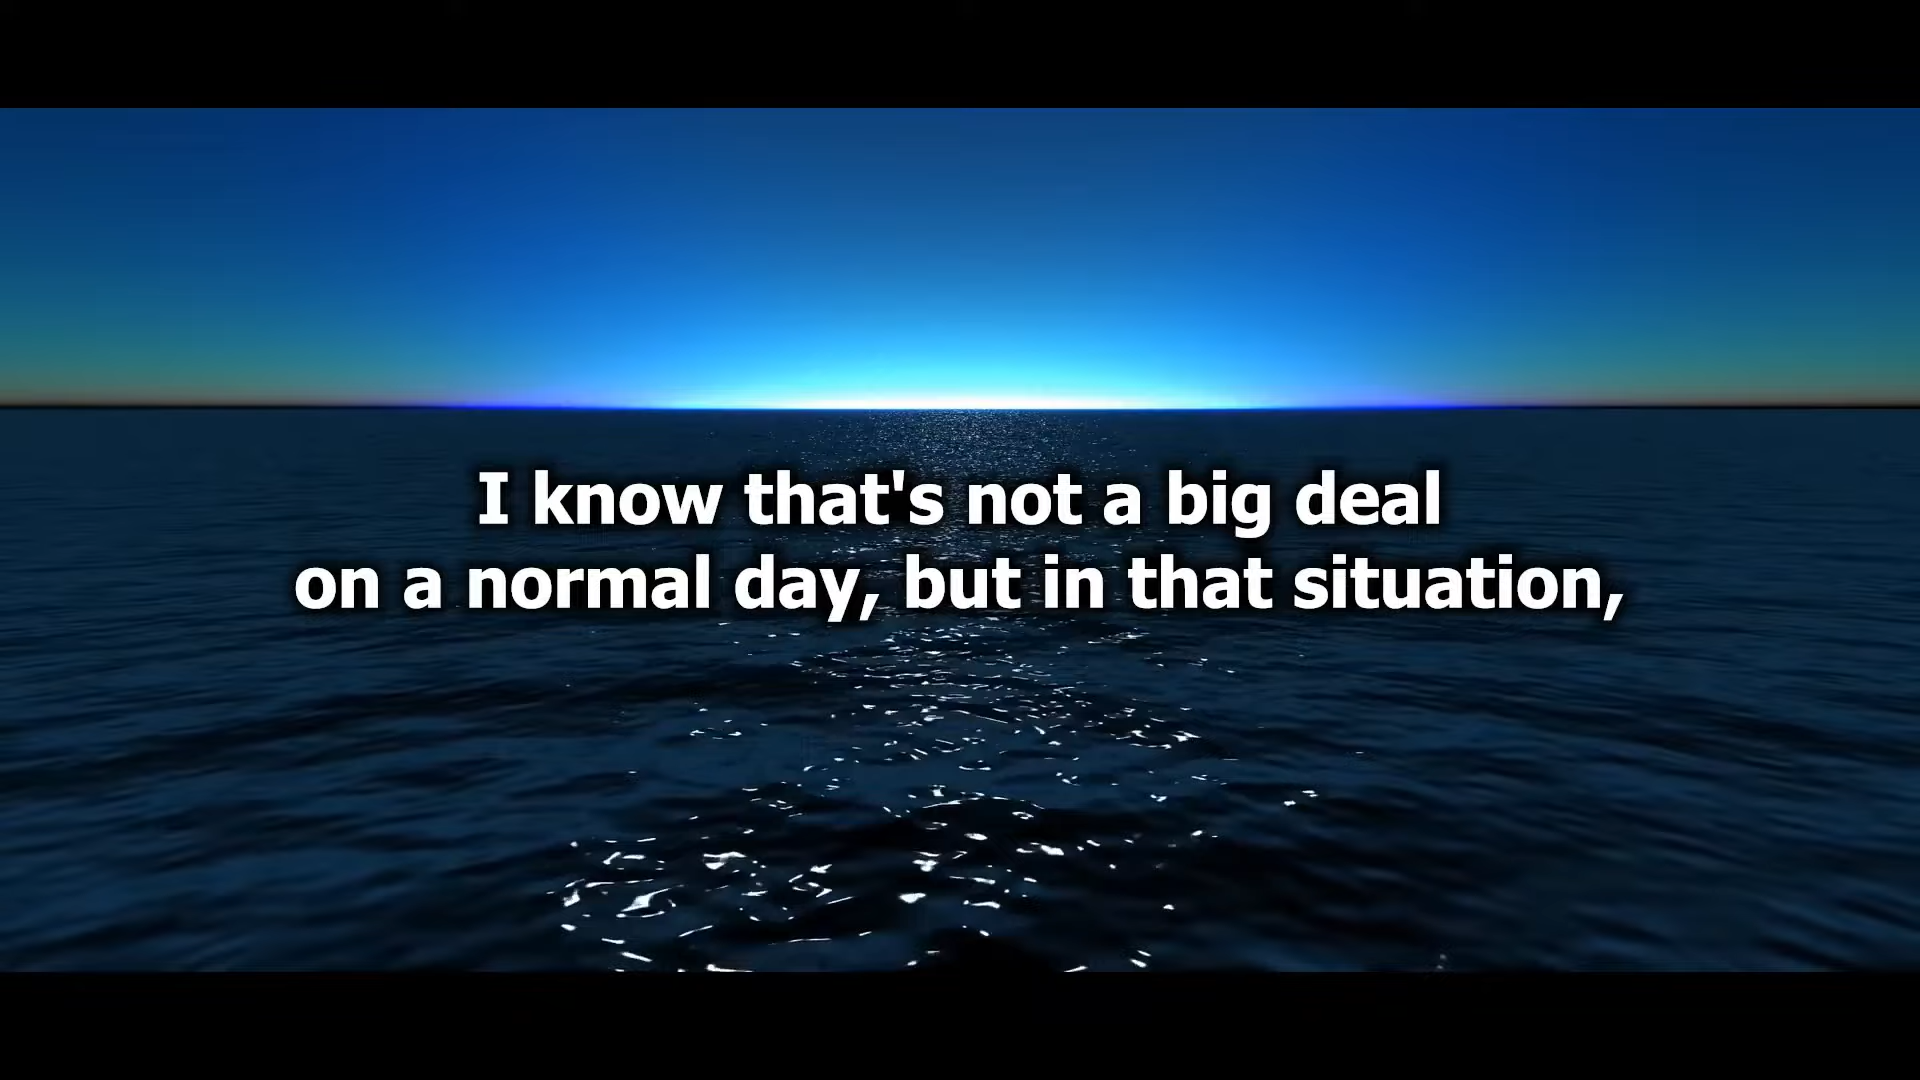 I know that's not a big deal
on a normal day, but in that situation,